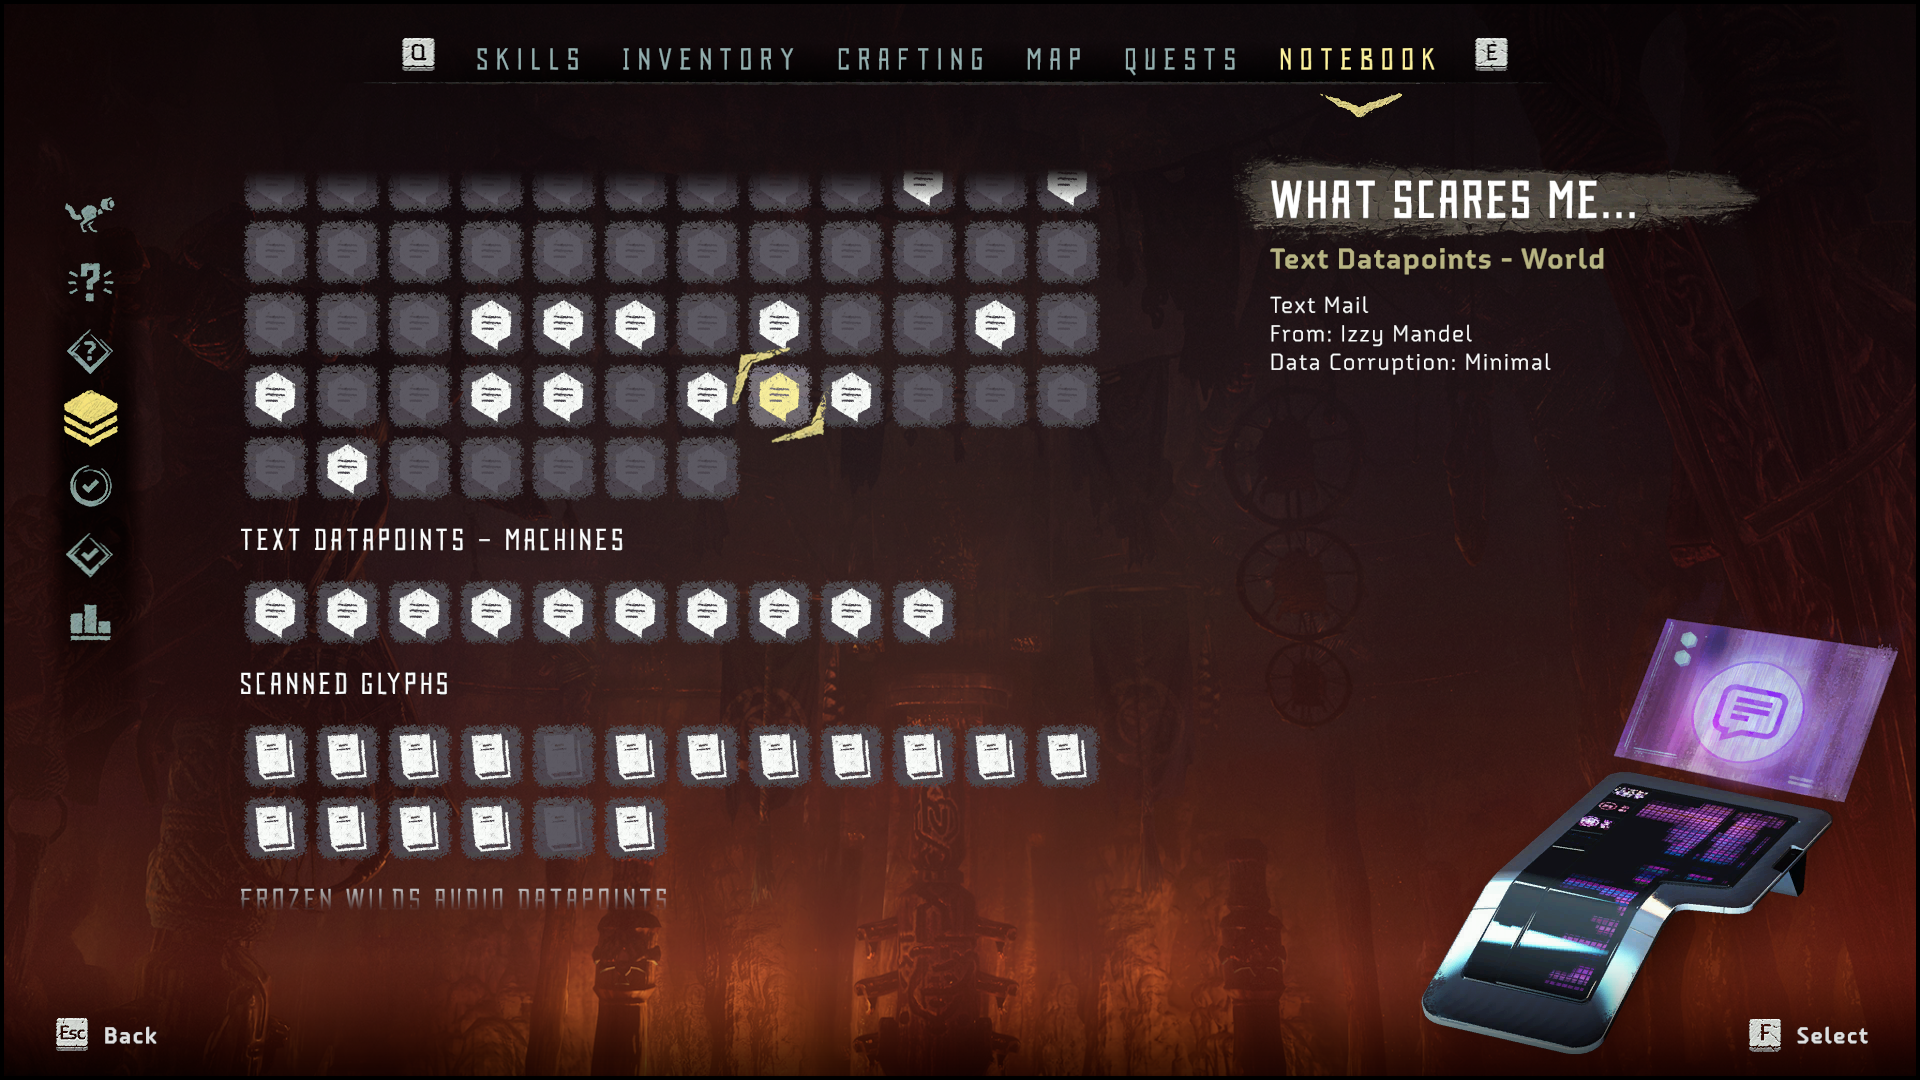 Q SKILLS INVENTORY CRAFTING MAP QUESTS NOTEBOOK E
WHAT SCARES ME...
Text Datapoints - World
Text Mail
From: Izzy Mandel
Data Corruption: Minimal
TEXT DATAPOINTS - MACHINES
SCANNED GLYPHS
FROZEN WILDS AUDIO DATAPOINTS
Esc Back
F Select